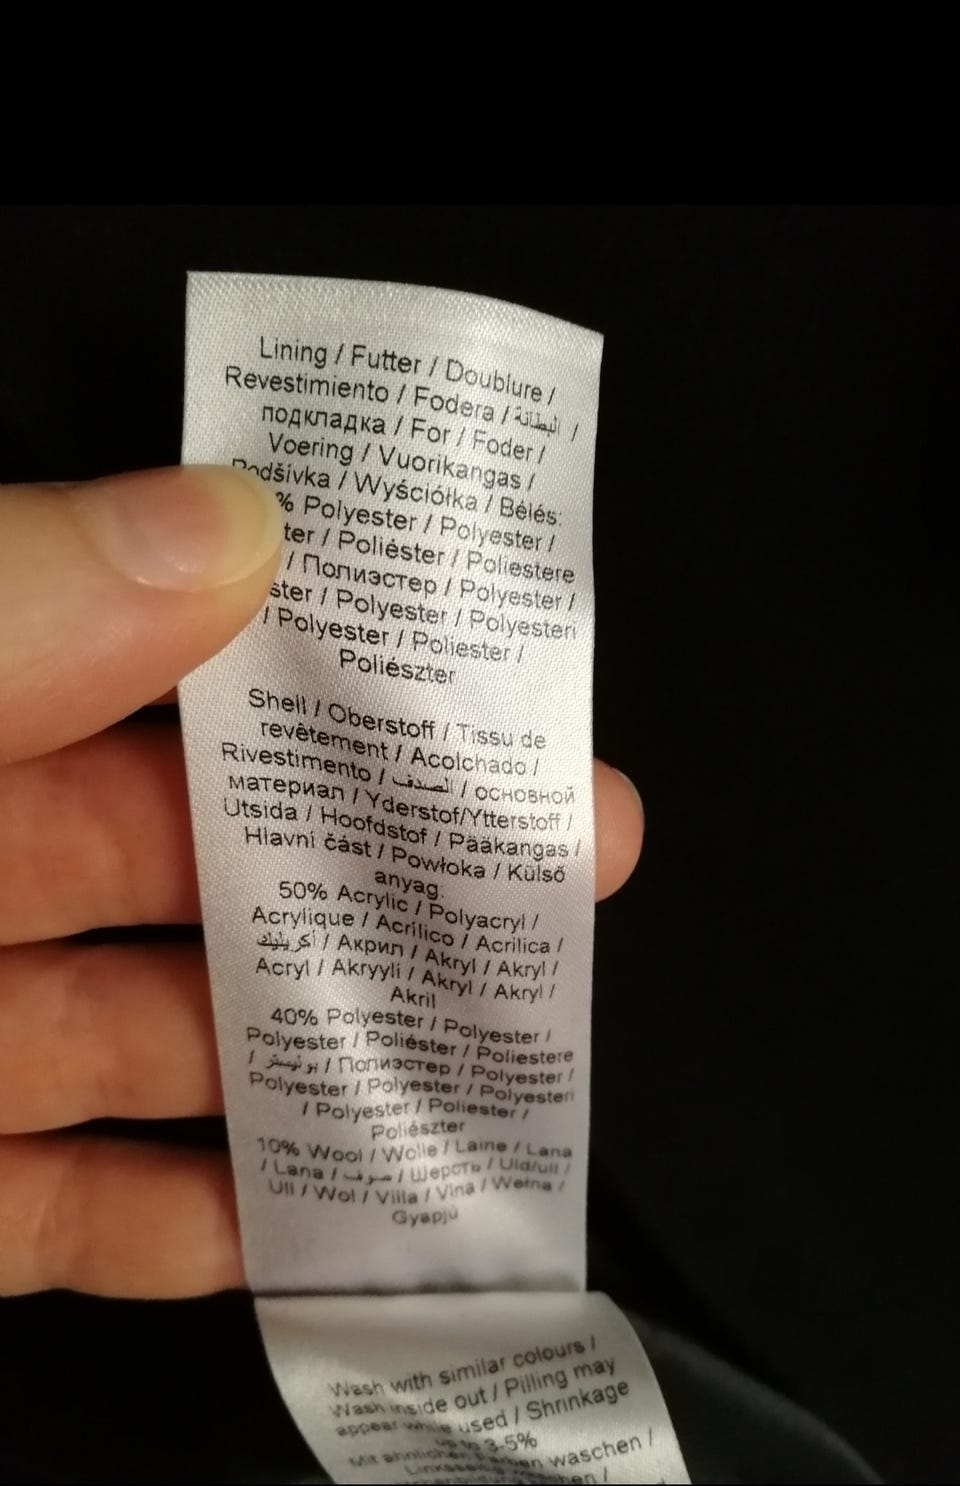 Lining / Futter / Doublure /
Revestimiento / Fodera / البطانة /
подкладка / For / Foder /
Voering / Vuorikangas /
Podšívka / Wyściółka / Bélés:
% Polyester / Polyester /
ter / Poliéster / Poliestere
/ Полиэстер / Polyester /
ster / Polyester / Polyesteri
/ Polyester / Poliester /
Poliészter
Shell / Oberstoff / Tissu de
revêtement / Acolchado /
Rivestimento / الصدف / основной
материал / Yderstof/Ytterstoff /
Utsida / Hoofdstof / Pääkangas /
Hlavní část / Powłoka / Külső
anyag:
50% Acrylic / Polyacryl /
Acrylique / Acrílico / Acrilica /
أكريليك / Акрил / Akryl / Akryl /
Acryl / Akryyli / Akryl / Akryl /
Akril
40% Polyester / Polyester /
Polyester / Poliéster / Poliestere
/ بوليستر / Полиэстер / Polyester /
Polyester / Polyester / Polyesteri
/ Polyester / Poliester /
Poliészter
10% Wool / Wolle / Laine / Lana
/ Lana / صوف / Шерсть / Uld/ull /
Ull / Wol / Villa / Vlna / Wełna /
Gyapjú
Wash with similar colours /
Wash inside out / Pilling may
appear while used / Shrinkage
up to 3-5%
Mit ähnlichen Farben waschen /
Linksseitig waschen /